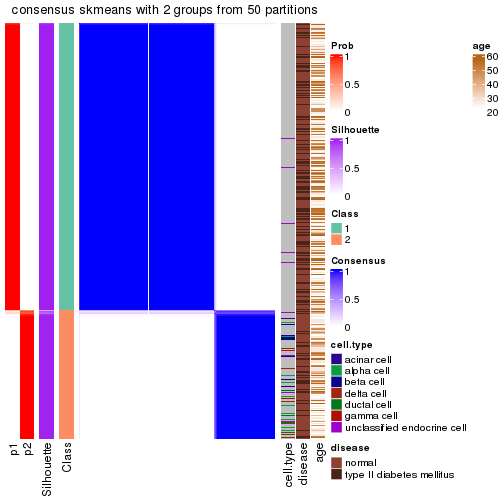 consensus skmeans with 2 groups from 50 partitions
Prob
1
0.5
0
Silhouette
1
0.5
0
Class
1
2
Consensus
1
0.5
0
cell.type
acinar cell
alpha cell
beta cell
delta cell
ductal cell
gamma cell
unclassified endocrine cell
disease
normal
type II diabetes mellitus
age
60
50
40
30
20
p1
p2
Silhouette
Class
cell.type
disease
age